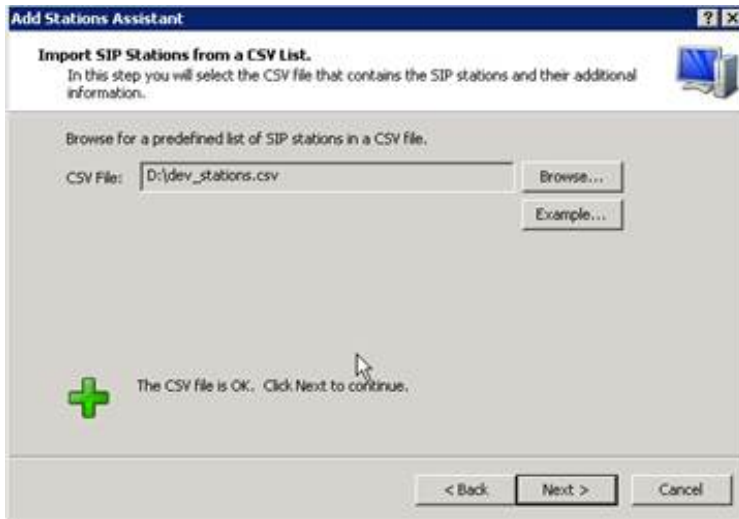 Add Stations Assistant
Import SIP Stations from a CSV List.
In this step you will select the CSV file that contains the SIP stations and their additional
information.
Browse for a predefined list of SIP stations in a CSV file.
CSV File: D:\dev_stations.csv Browse...
Example...
The CSV file is OK. Click Next to continue.
< Back Next > Cancel